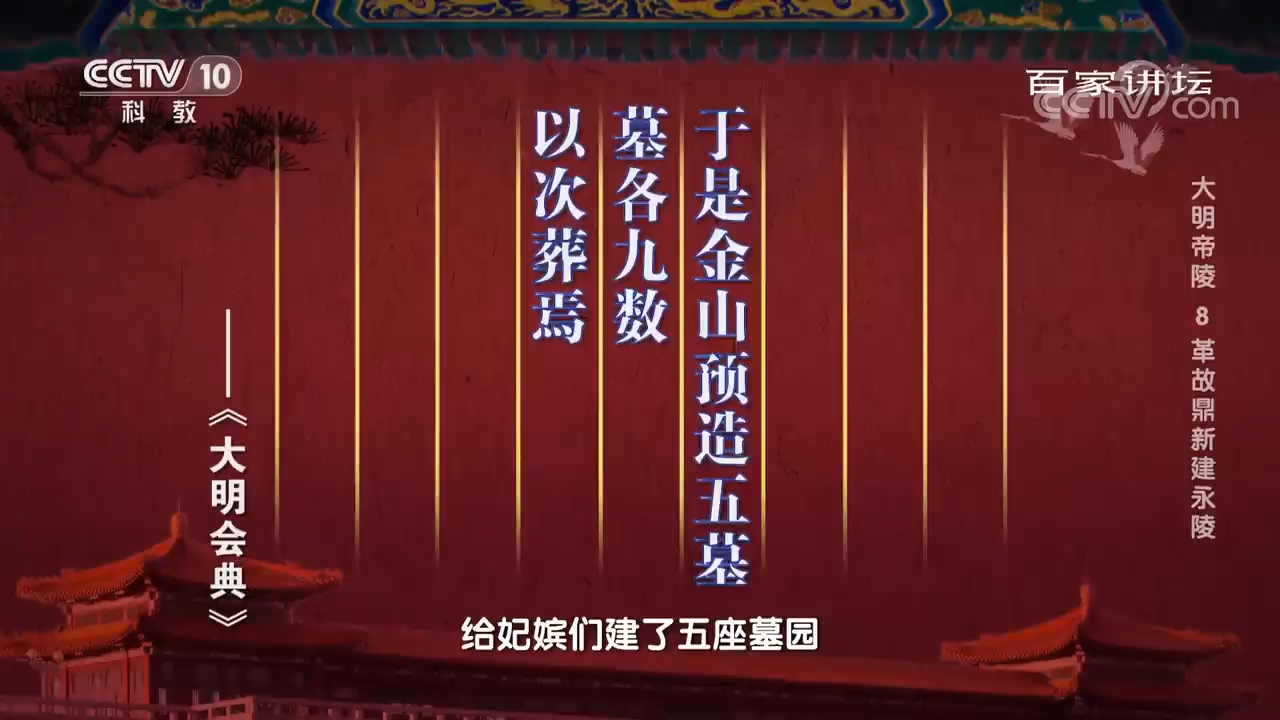 CCTV 10
科教
百家讲坛
CCTV.com
大明帝陵 8 革故鼎新建永陵
于是金山预造五墓
墓各九数
以次葬焉
——《大明会典》
给妃嫔们建了五座墓园